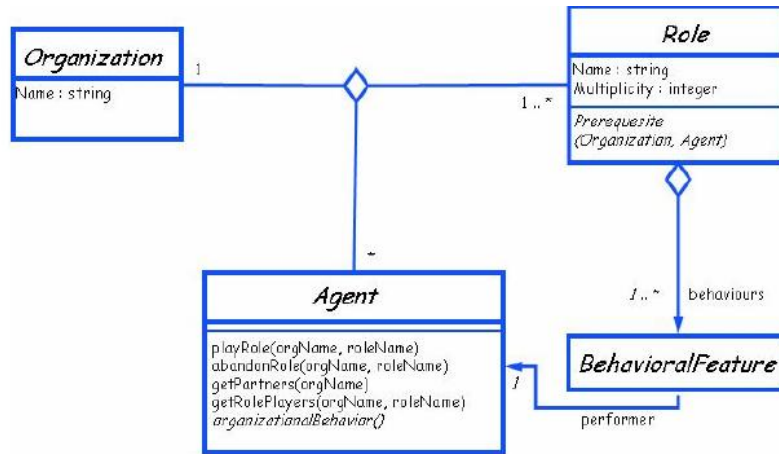 Organization
Name : string
1
Role
Name : string
Multiplicity : integer
Prerequesite
(Organization, Agent)
1..*
*
Agent
playRole(orgName, roleName)
abandonRole(orgName, roleName)
getPartners(orgName)
getRolePlayers(orgName, roleName)
organizationalBehavior()
1..* behaviours
BehavioralFeature
1
performer